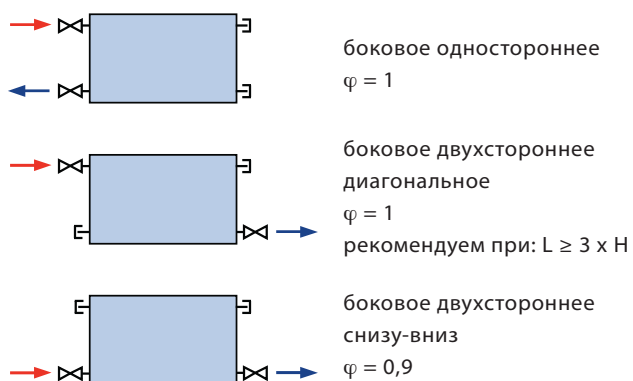 боковое одностороннее
φ = 1
боковое двухстороннее
диагональное
φ = 1
рекомендуем при: L ≥ 3 x H
боковое двухстороннее
снизу-вниз
φ = 0,9